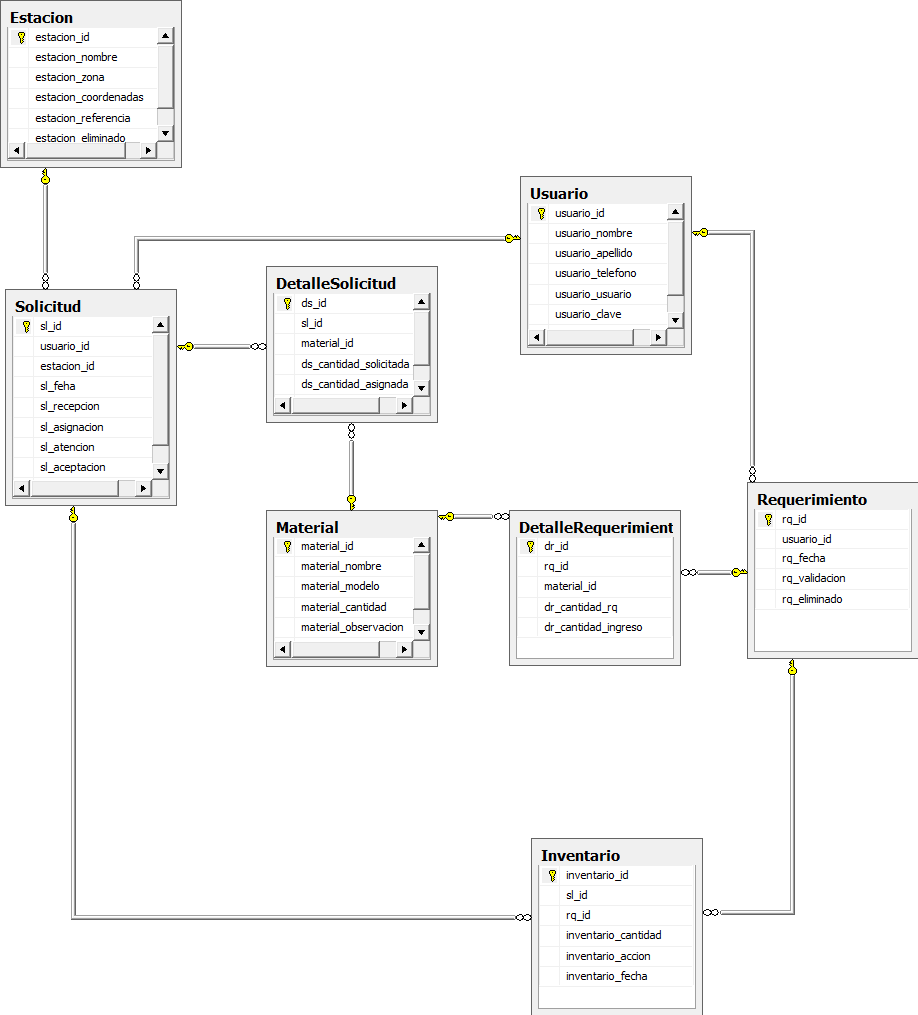 Estacion
estacion_id
estacion_nombre
estacion_zona
estacion_coordenadas
estacion_referencia
estacion_eliminado
Usuario
usuario_id
usuario_nombre
usuario_apellido
usuario_telefono
usuario_usuario
usuario_clave
DetalleSolicitud
ds_id
sl_id
material_id
ds_cantidad_solicitada
ds_cantidad_asignada
Solicitud
sl_id
usuario_id
estacion_id
sl_feha
sl_recepcion
sl_asignacion
sl_atencion
sl_aceptacion
Material
material_id
material_nombre
material_modelo
material_cantidad
material_observacion
DetalleRequerimient
dr_id
rq_id
material_id
dr_cantidad_rq
dr_cantidad_ingreso
Requerimiento
rq_id
usuario_id
rq_fecha
rq_validacion
rq_eliminado
Inventario
inventario_id
sl_id
rq_id
inventario_cantidad
inventario_accion
inventario_fecha